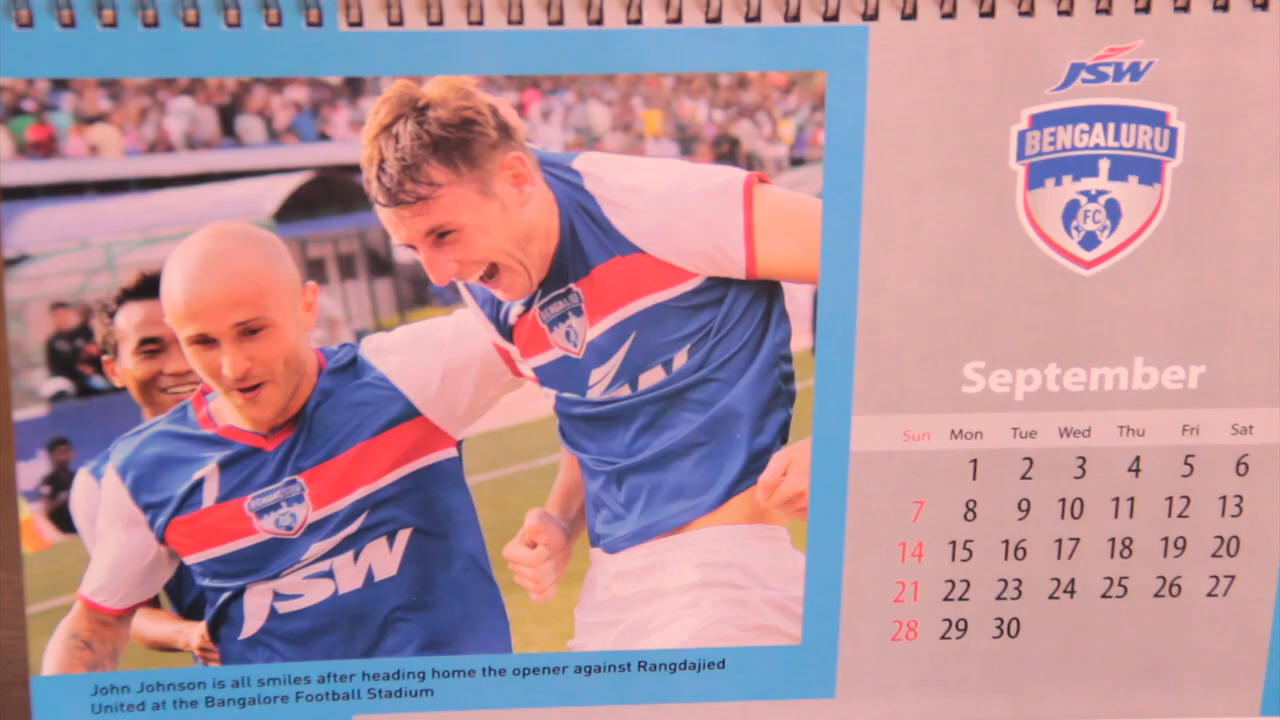 JSW
BENGALURU
FC
BENGALURU
7
JSW
September
Sun Mon Tue Wed Thu Fri Sat
1 2 3 4 5 6
7 8 9 10 11 12 13
14 15 16 17 18 19 20
21 22 23 24 25 26 27
28 29 30
John Johnson is all smiles after heading home the opener against Rangdajied
United at the Bangalore Football Stadium